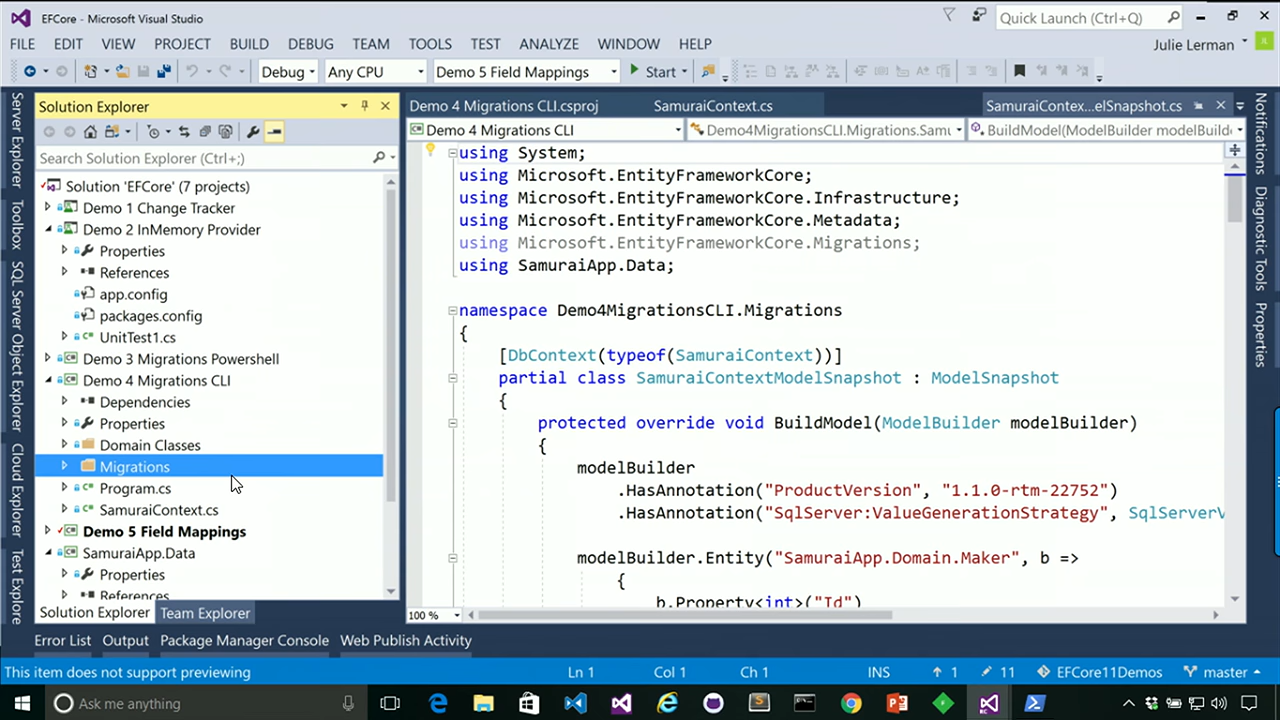 EFCore - Microsoft Visual Studio
Quick Launch (Ctrl+Q)
FILE EDIT VIEW PROJECT BUILD DEBUG TEAM TOOLS TEST ANALYZE WINDOW HELP
Julie Lerman
Debug Any CPU Demo 5 Field Mappings Start
Server Explorer
Toolbox
SQL Server Object Explorer
Cloud Explorer
Test Explorer
Solution Explorer
Search Solution Explorer (Ctrl+;)
Solution 'EFCore' (7 projects)
Demo 1 Change Tracker
Demo 2 InMemory Provider
Properties
References
app.config
packages.config
UnitTest1.cs
Demo 3 Migrations Powershell
Demo 4 Migrations CLI
Dependencies
Properties
Domain Classes
Migrations
Program.cs
SamuraiContext.cs
Demo 5 Field Mappings
SamuraiApp.Data
Properties
References
Solution Explorer Team Explorer
Demo 4 Migrations CLI.csproj SamuraiContext.cs SamuraiContex...elSnapshot.cs
Demo 4 Migrations CLI Demo4MigrationsCLI.Migrations.Samu BuildModel(ModelBuilder modelBuild
using System;
using Microsoft.EntityFrameworkCore;
using Microsoft.EntityFrameworkCore.Infrastructure;
using Microsoft.EntityFrameworkCore.Metadata;
using Microsoft.EntityFrameworkCore.Migrations;
using SamuraiApp.Data;
namespace Demo4MigrationsCLI.Migrations
{
[DbContext(typeof(SamuraiContext))]
partial class SamuraiContextModelSnapshot : ModelSnapshot
{
protected override void BuildModel(ModelBuilder modelBuilder)
{
modelBuilder
.HasAnnotation("ProductVersion", "1.1.0-rtm-22752")
.HasAnnotation("SqlServer:ValueGenerationStrategy", SqlServerV
modelBuilder.Entity("SamuraiApp.Domain.Maker", b =>
{
b.Property<int>("Id")
100 %
Notifications
Diagnostic Tools
Properties
Error List Output Package Manager Console Web Publish Activity
This item does not support previewing Ln 1 Col 1 Ch 1 INS 1 11 EFCore11Demos master
Ask me anything